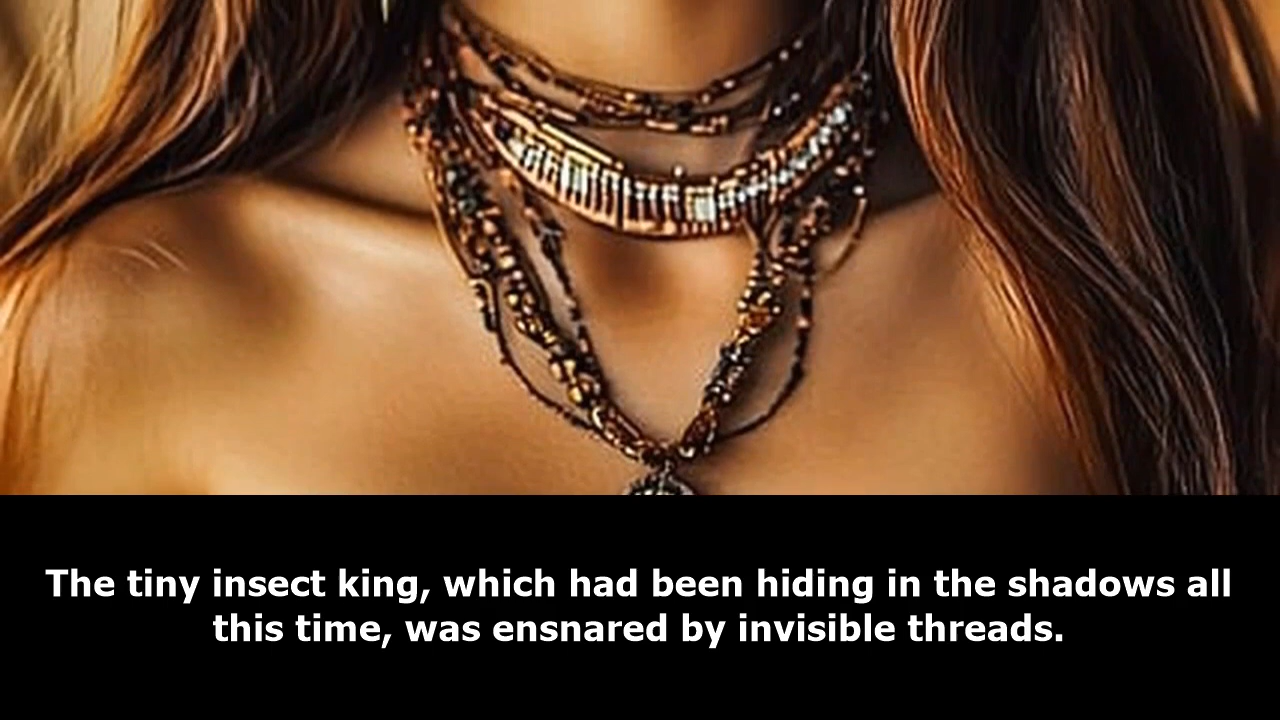 The tiny insect king, which had been hiding in the shadows all
this time, was ensnared by invisible threads.